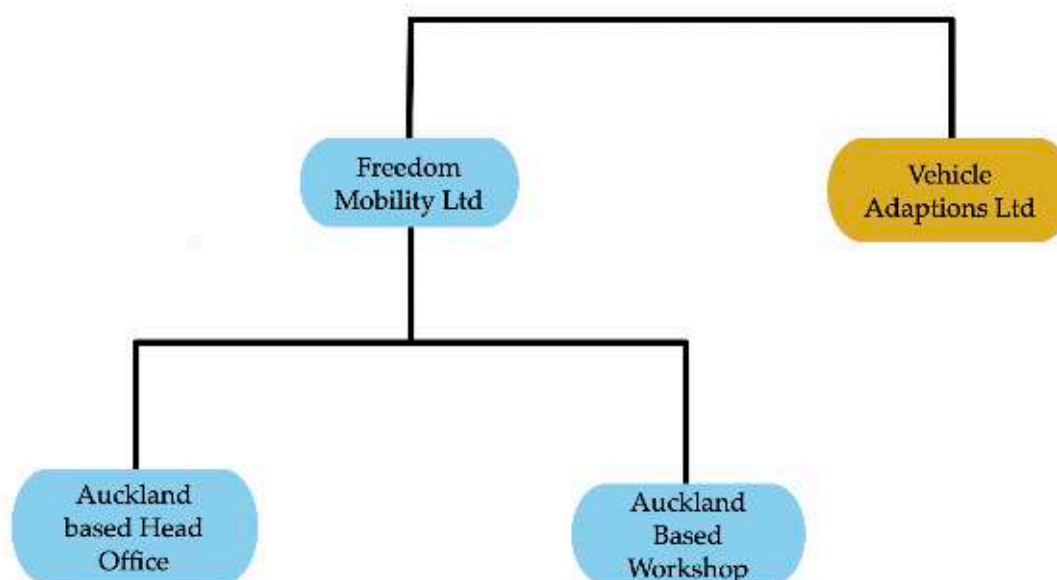 Freedom
Mobility Ltd
Vehicle
Adaptions Ltd
Auckland
based Head
Office
Auckland
Based
Workshop